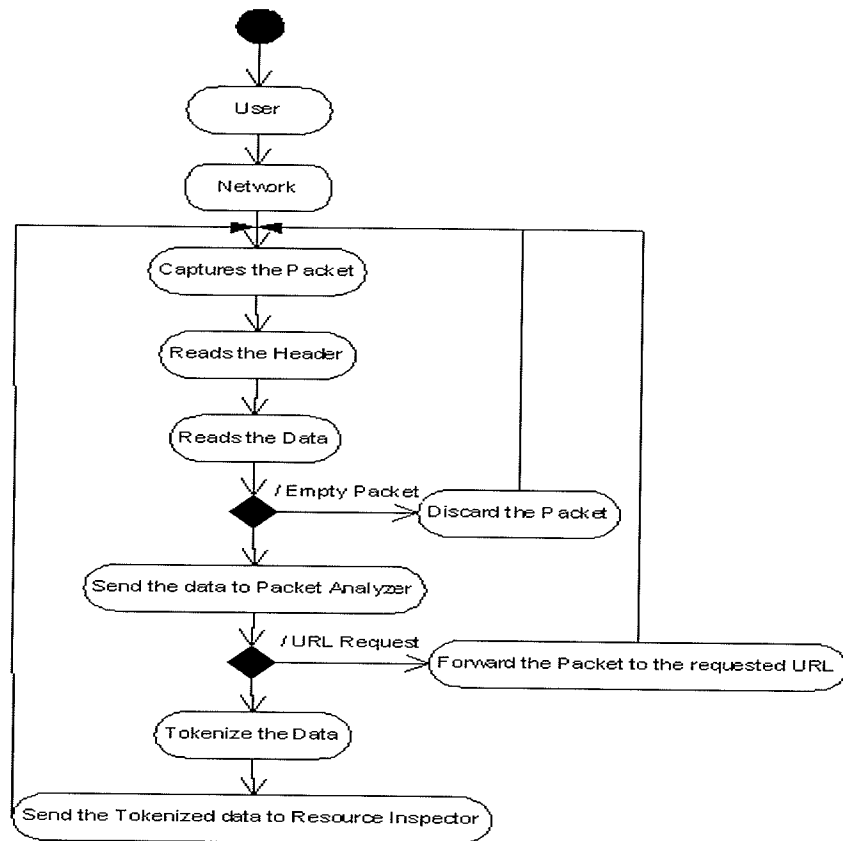 User
Network
Captures the Packet
Reads the Header
Reads the Data
/ Empty Packet
Discard the Packet
Send the data to Packet Analyzer
/ URL Request
Forward the Packet to the requested URL
Tokenize the Data
Send the Tokenized data to Resource Inspector